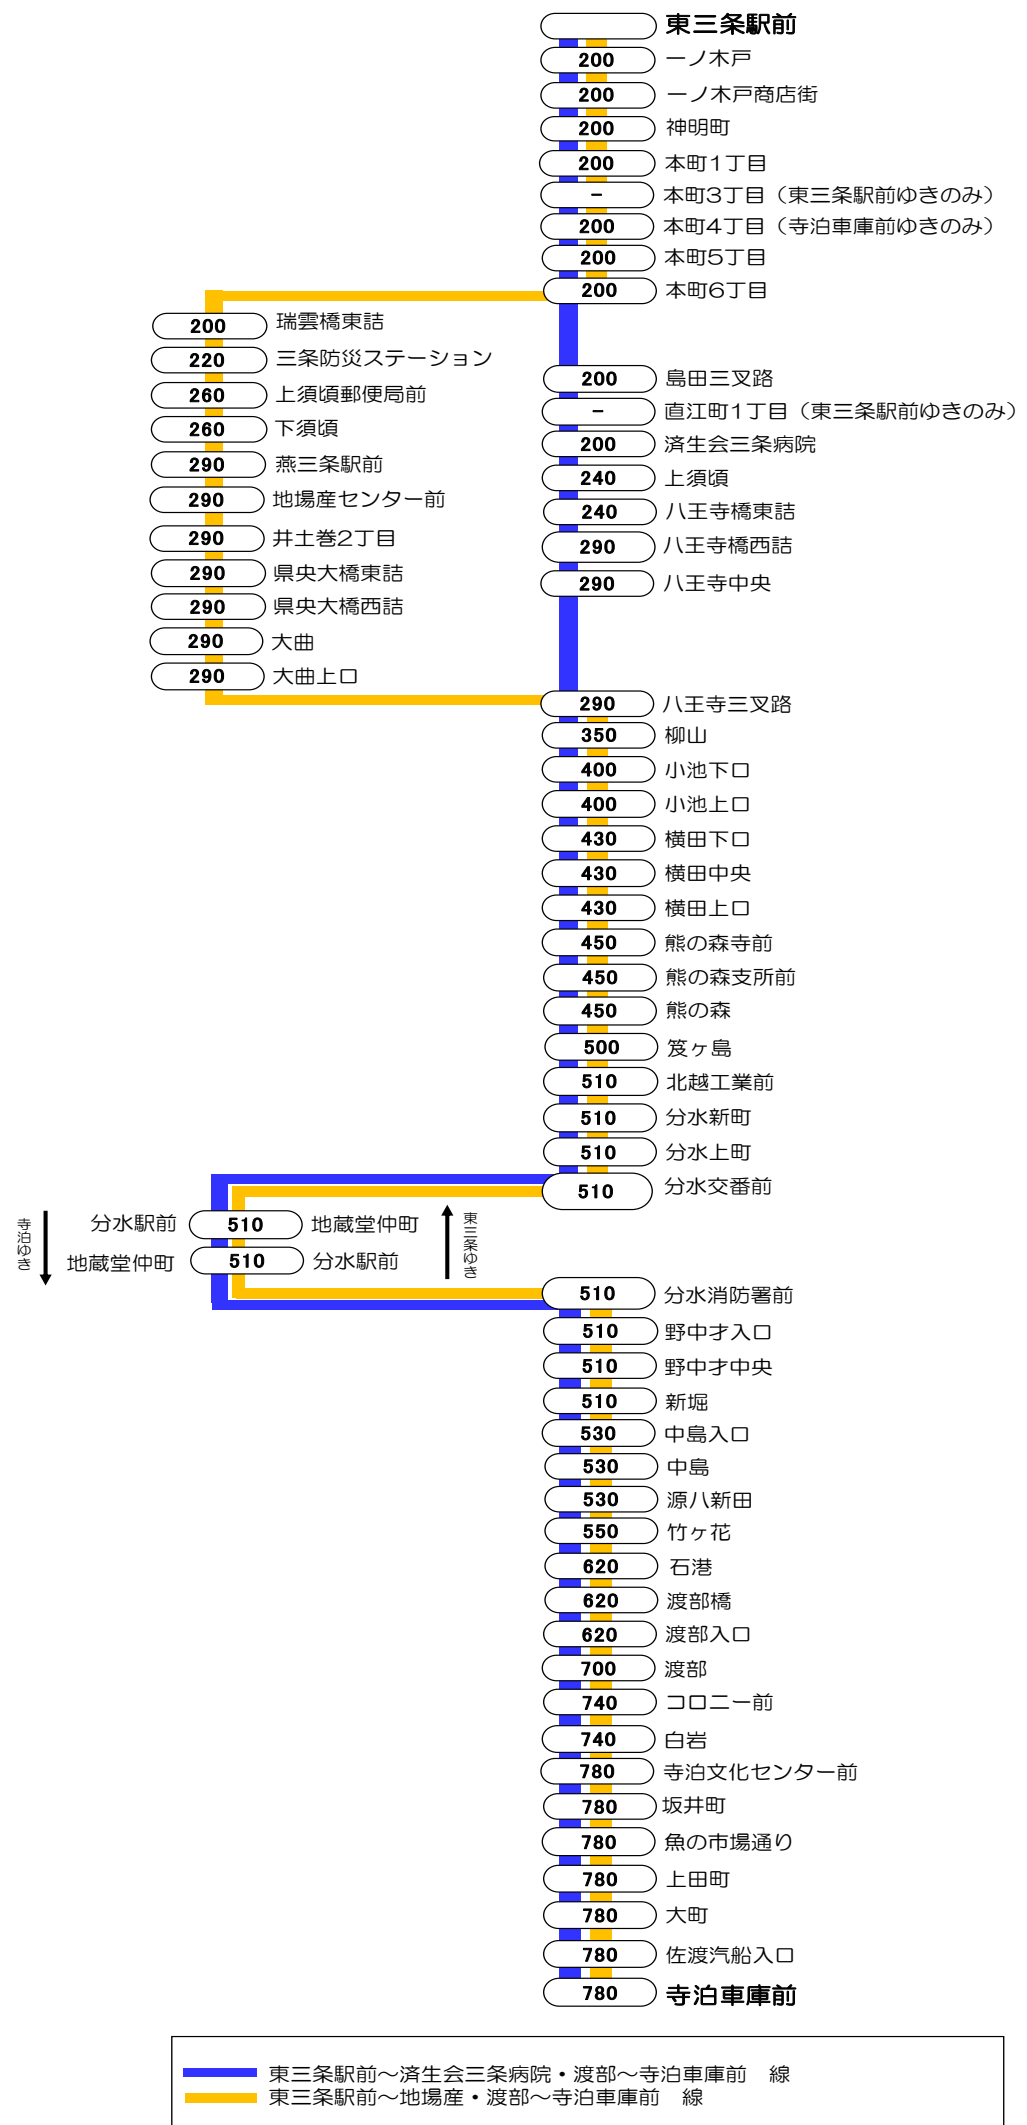 東三条駅前
200 一ノ木戸
200 一ノ木戸商店街
200 神明町
200 本町1丁目
- 本町3丁目（東三条駅前ゆきのみ）
200 本町4丁目（寺泊車庫前ゆきのみ）
200 本町5丁目
200 本町6丁目
200 瑞雲橋東詰
220 三条防災ステーション
260 上須頃郵便局前
260 下須頃
290 燕三条駅前
290 地場産センター前
290 井土巻2丁目
290 県央大橋東詰
290 県央大橋西詰
290 大曲
290 大曲上口
200 島田三叉路
- 直江町1丁目（東三条駅前ゆきのみ）
200 済生会三条病院
240 上須頃
240 八王寺橋東詰
290 八王寺橋西詰
290 八王寺中央
290 八王寺三叉路
350 柳山
400 小池下口
400 小池上口
430 横田下口
430 横田中央
430 横田上口
450 熊の森寺前
450 熊の森支所前
450 熊の森
500 笈ヶ島
510 北越工業前
510 分水新町
510 分水上町
510 分水交番前
寺泊ゆき
分水駅前 510 地蔵堂仲町
地蔵堂仲町 510 分水駅前
東三条ゆき
510 分水消防署前
510 野中才入口
510 野中才中央
510 新堀
530 中島入口
530 中島
530 源八新田
550 竹ヶ花
620 石港
620 渡部橋
620 渡部入口
700 渡部
740 コロニー前
740 白岩
780 寺泊文化センター前
780 坂井町
780 魚の市場通り
780 上田町
780 大町
780 佐渡汽船入口
780 寺泊車庫前
東三条駅前～済生会三条病院・渡部～寺泊車庫前　線
東三条駅前～地場産・渡部～寺泊車庫前　線